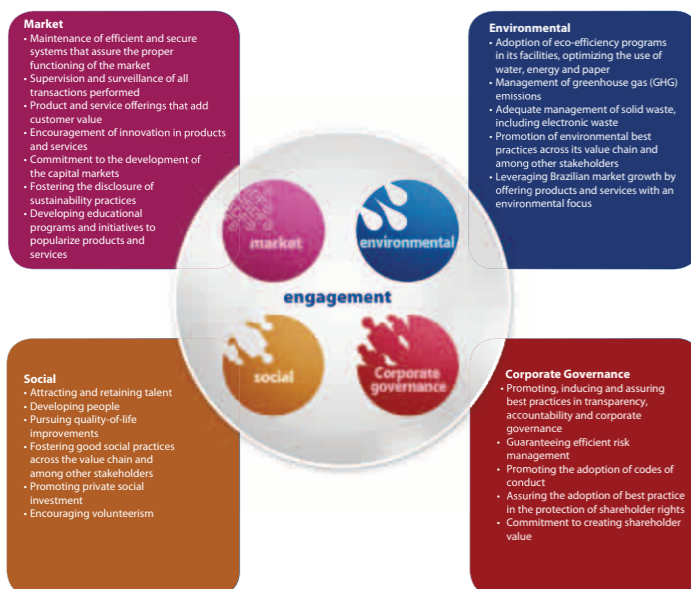 Market
• Maintenance of efficient and secure
systems that assure the proper
functioning of the market
• Supervision and surveillance of all
transactions performed
• Product and service offerings that add
customer value
• Encouragement of innovation in products
and services
• Commitment to the development of
the capital markets
• Fostering the disclosure of
sustainability practices
• Developing educational
programs and initiatives to
popularize products and
services
Environmental
• Adoption of eco-efficiency programs
in its facilities, optimizing the use of
water, energy and paper
• Management of greenhouse gas (GHG)
emissions
• Adequate management of solid waste,
including electronic waste
• Promotion of environmental best
practices across its value chain and
among other stakeholders
• Leveraging Brazilian market growth by
offering products and services with an
environmental focus
market
environmental
engagement
social
Corporate
governance
Social
• Attracting and retaining talent
• Developing people
• Pursuing quality-of-life
improvements
• Fostering good social practices
across the value chain and
among other stakeholders
• Promoting private social
investment
• Encouraging volunteerism
Corporate Governance
• Promoting, inducing and assuring
best practices in transparency,
accountability and corporate
governance
• Guaranteeing efficient risk
management
• Promoting the adoption of codes of
conduct
• Assuring the adoption of best practice
in the protection of shareholder rights
• Commitment to creating shareholder
value